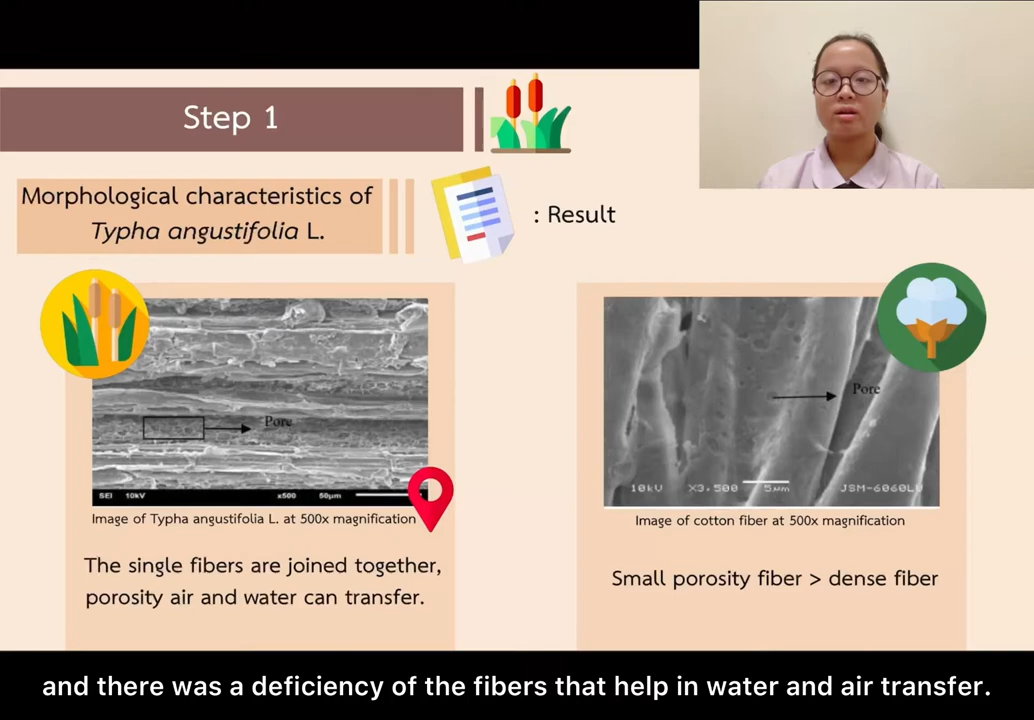 Step 1
Morphological characteristics of
Typha angustifolia L.
: Result
Pore
SEI 10kV x500 50µm
Image of Typha angustifolia L. at 500x magnification
The single fibers are joined together,
porosity air and water can transfer.
Pore
10kV X3,500 5µm JSM-6060LV
Image of cotton fiber at 500x magnification
Small porosity fiber > dense fiber
and there was a deficiency of the fibers that help in water and air transfer.